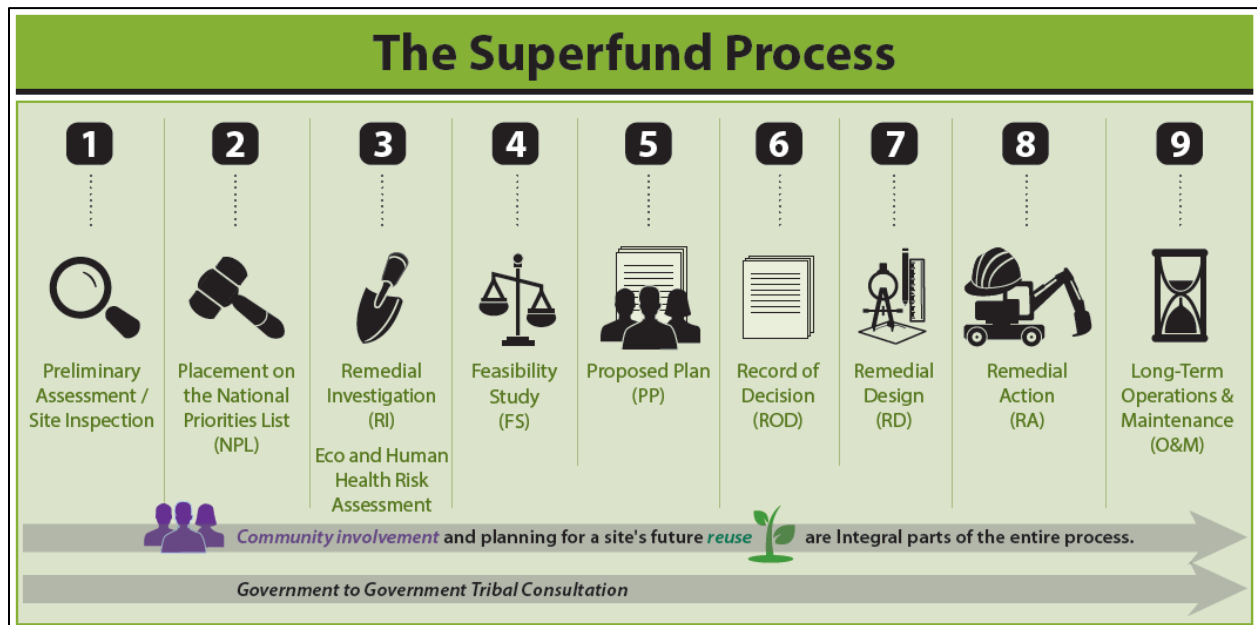 The Superfund Process
1
2
3
4
5
6
7
8
9
Preliminary
Assessment /
Site Inspection
Placement on
the National
Priorities List
(NPL)
Remedial
Investigation
(RI)
Eco and Human
Health Risk
Assessment
Feasibility
Study
(FS)
Proposed Plan
(PP)
Record of
Decision
(ROD)
Remedial
Design
(RD)
Remedial
Action
(RA)
Long-Term
Operations &
Maintenance
(O&M)
Community involvement and planning for a site's future reuse are Integral parts of the entire process.
Government to Government Tribal Consultation